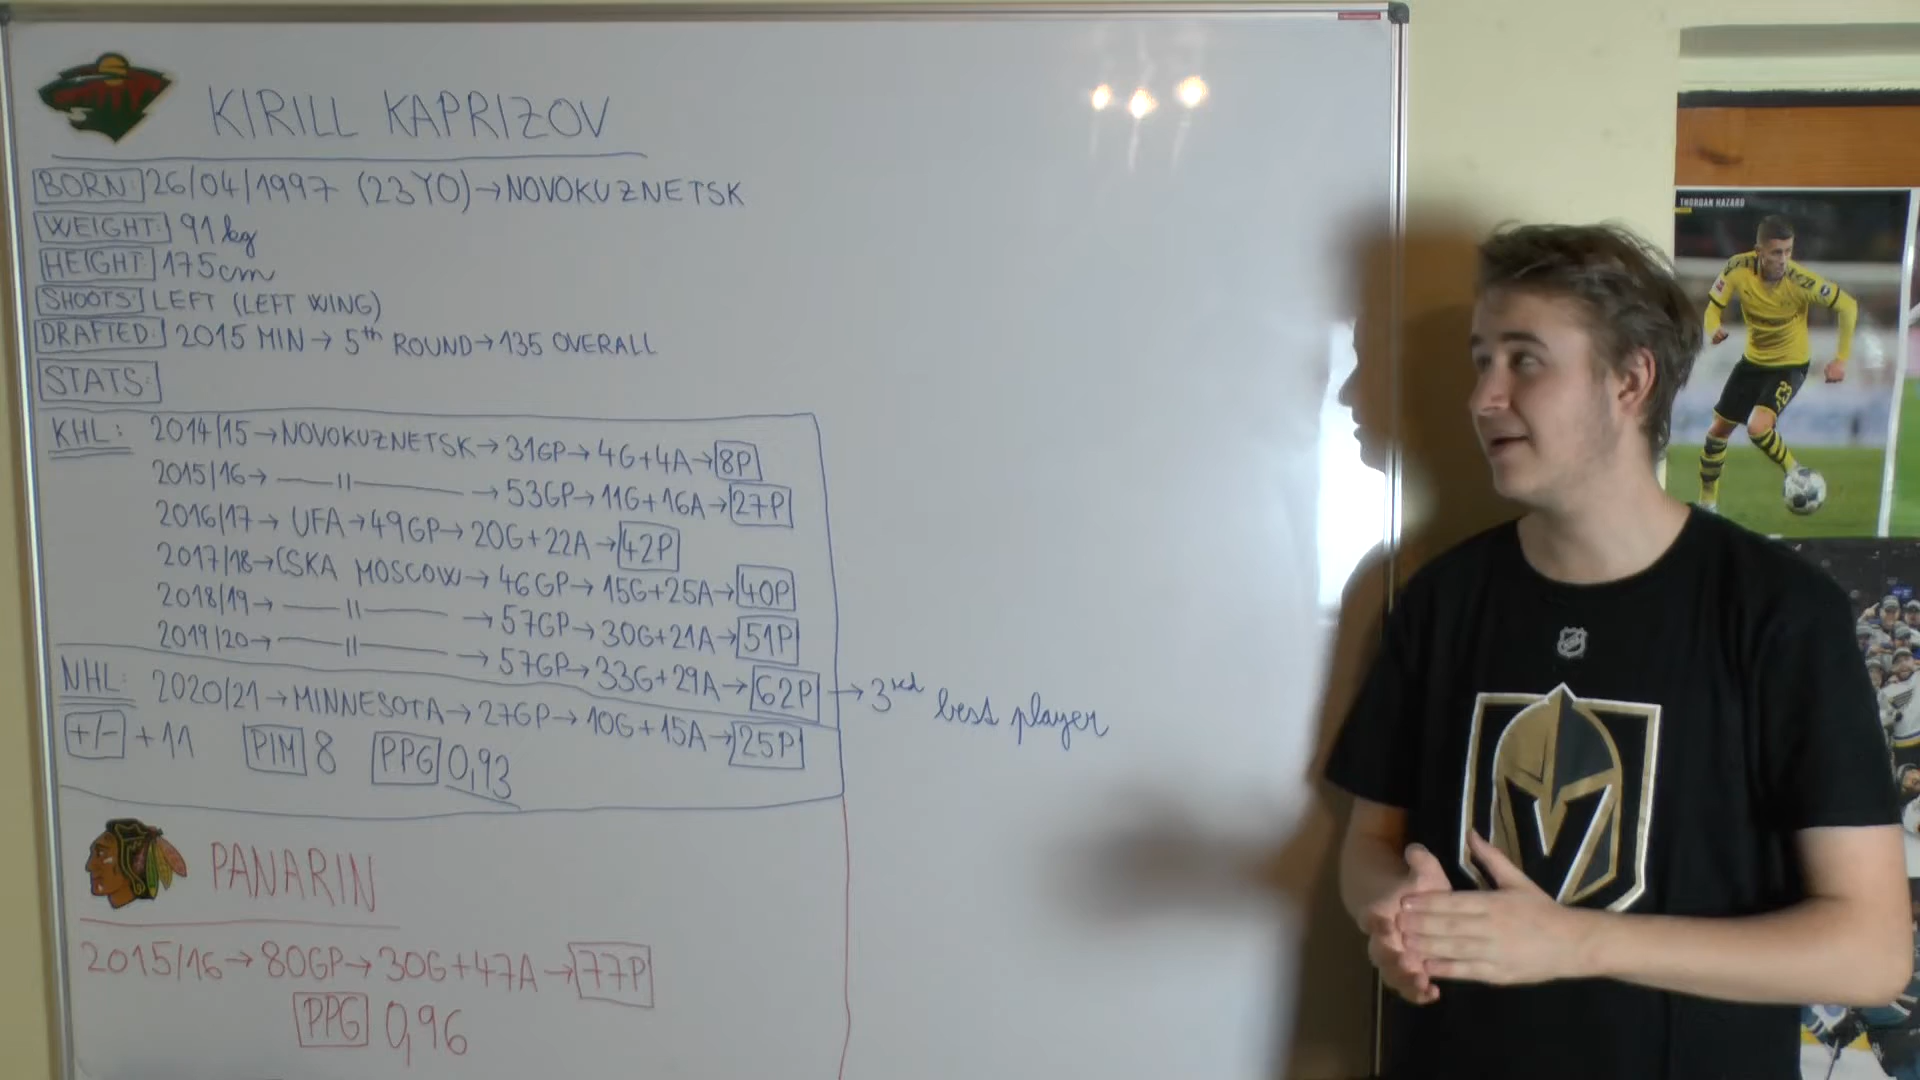 KIRILL KAPRIZOV
BORN: 26/04/1997 (23YO)→NOVOKUZNETSK
WEIGHT: 91kg
HEIGHT: 175cm
SHOOTS: LEFT (LEFT WING)
DRAFTED: 2015 MIN→5th ROUND→135 OVERALL
STATS:
KHL: 2014/15→NOVOKUZNETSK→31GP→4G+4A→8P
2015/16→ —"— →53GP→11G+16A→27P
2016/17→ UFA→49GP→20G+22A→42P
2017/18→CSKA MOSCOW→46GP→15G+25A→40P
2018/19→ —"— →57GP→30G+21A→51P
2019/20→ —"— →57GP→33G+29A→62P →3rd best player
NHL: 2020/21→MINNESOTA→27GP→10G+15A→25P
+/- +11 PIM 8 PPG 0,93
PANARIN
2015/16→80GP→30G+47A→77P
PPG 0,96
THORGAN HAZARD
23